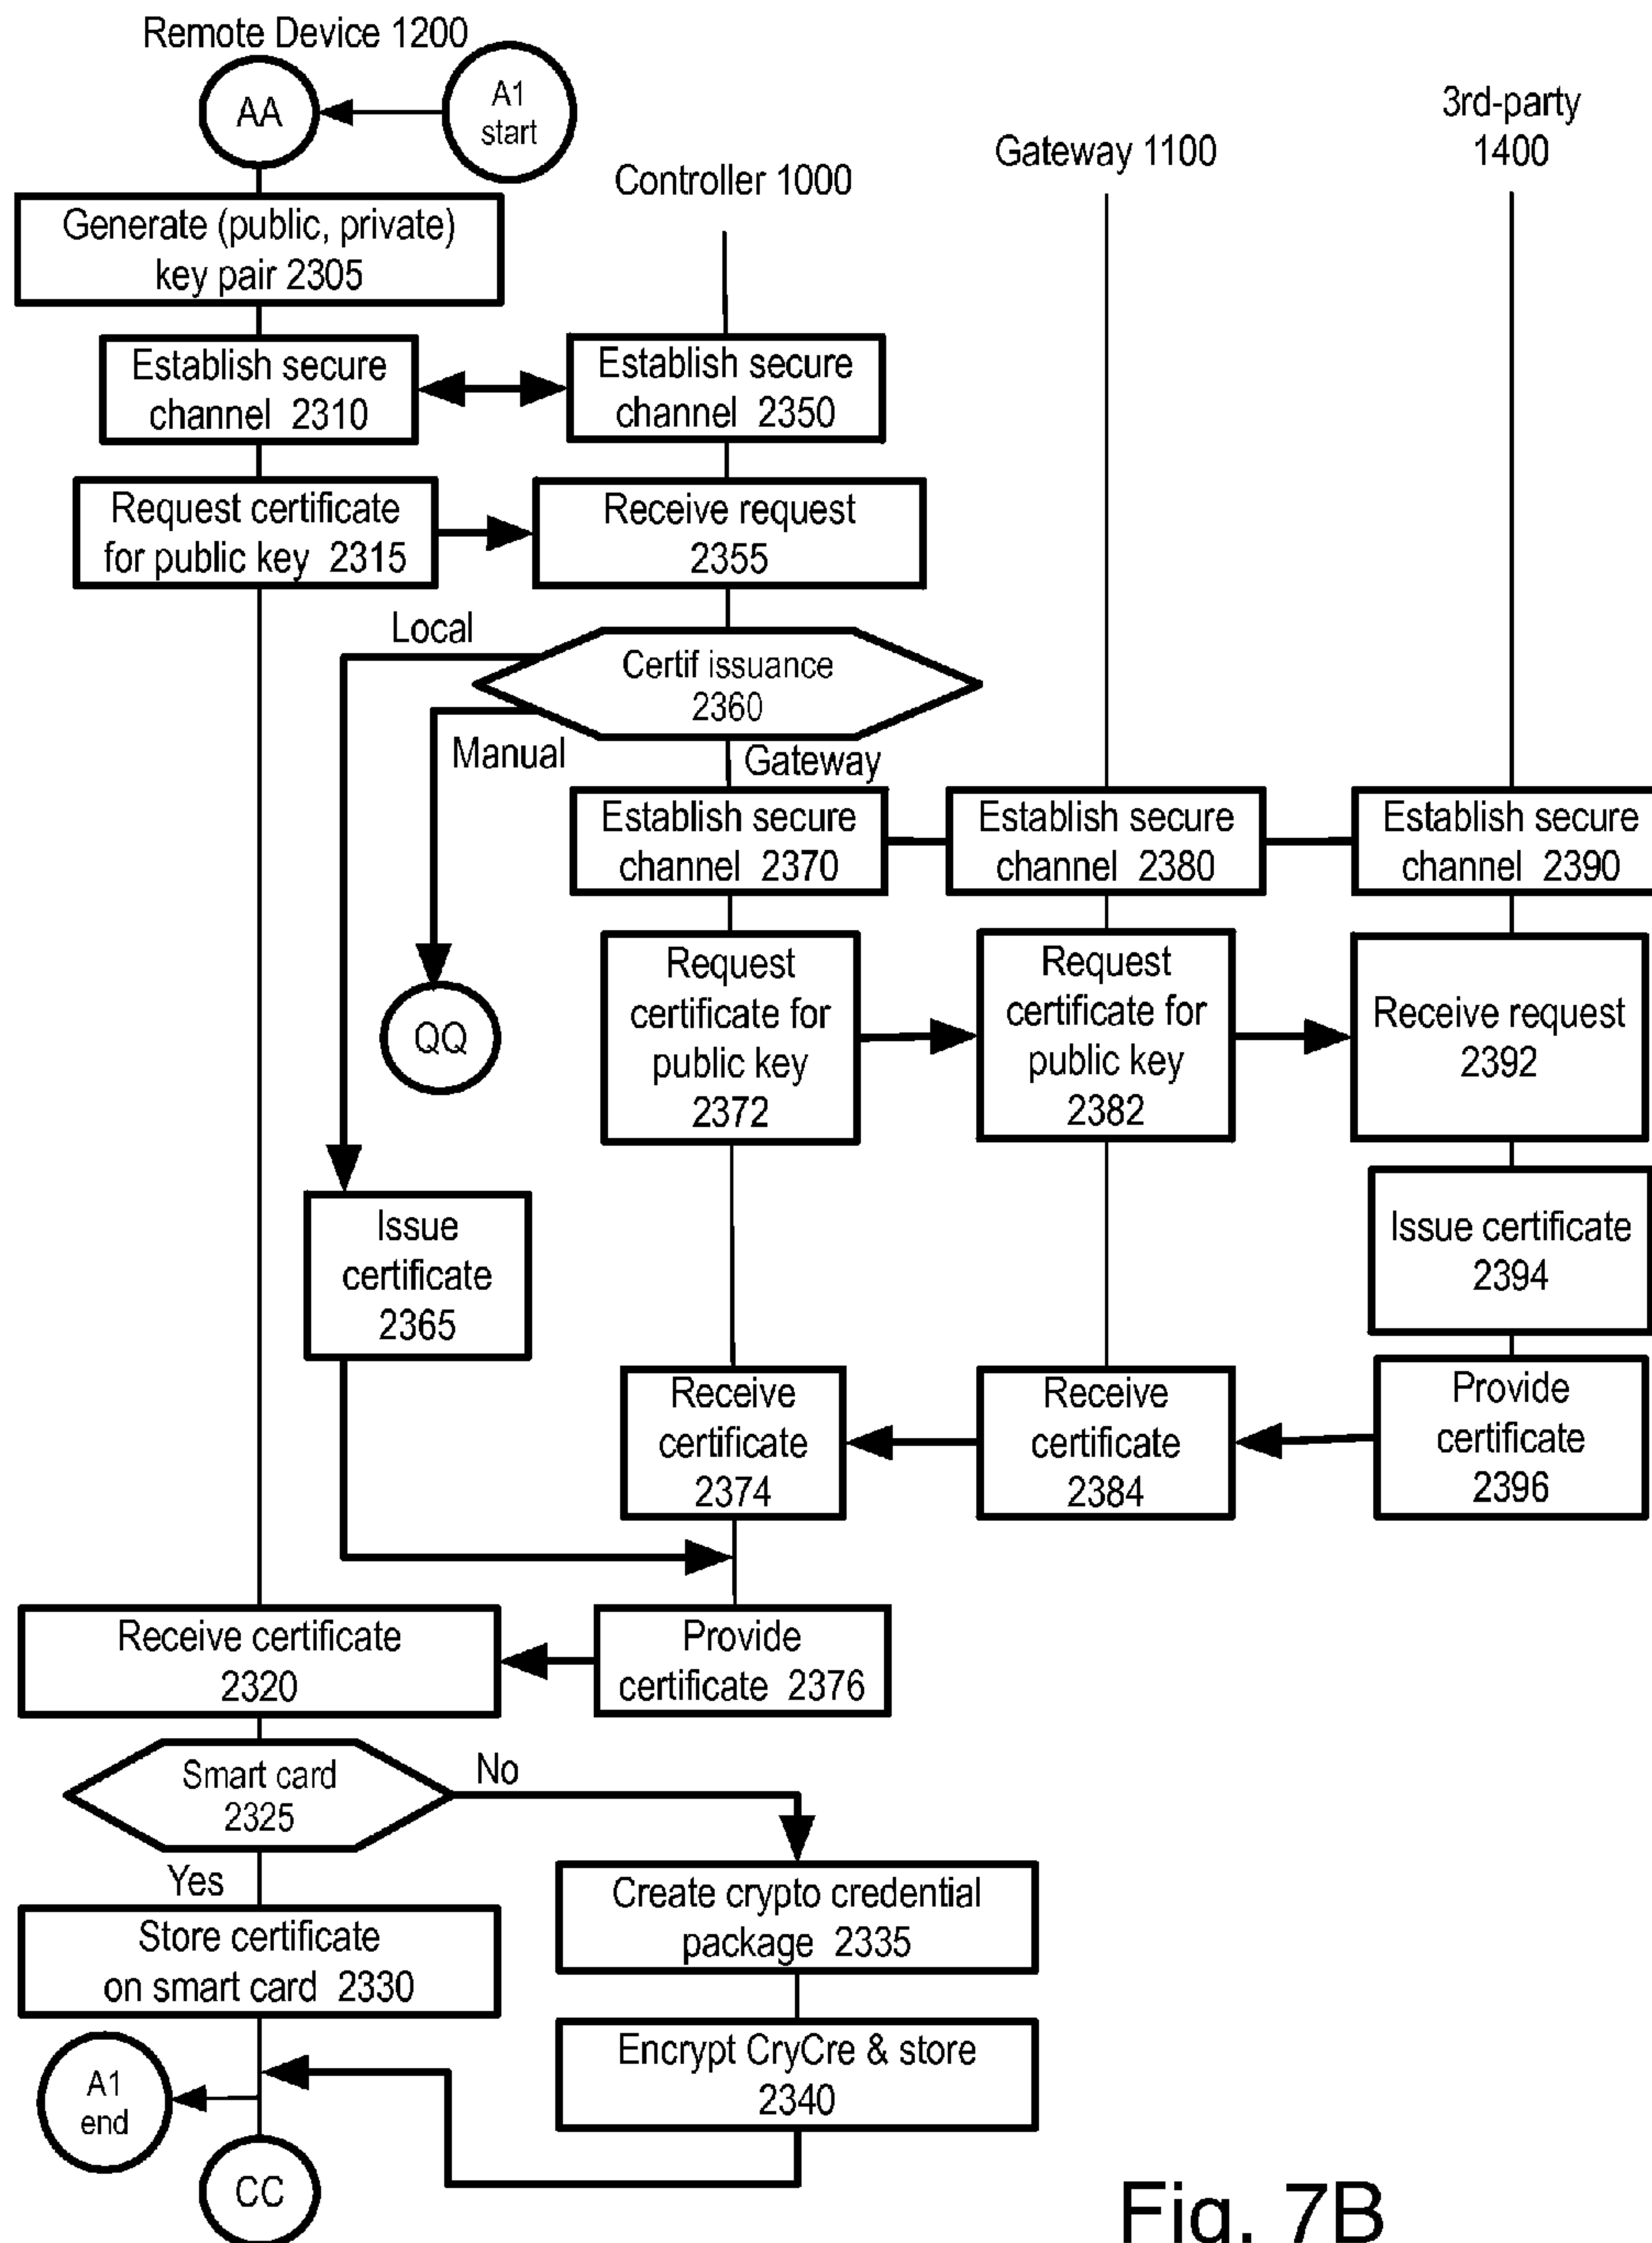 Remote Device 1200
AA
A1
start
3rd-party
1400
Gateway 1100
Controller 1000
Generate (public, private)
key pair 2305
Establish secure
channel 2310
Establish secure
channel 2350
Request certificate
for public key 2315
Receive request
2355
Local
Certif issuance
2360
Manual
Gateway
Establish secure
channel 2370
Establish secure
channel 2380
Establish secure
channel 2390
QQ
Request
certificate for
public key
2372
Request
certificate for
public key
2382
Receive request
2392
Issue
certificate
2365
Issue certificate
2394
Receive
certificate
2374
Receive
certificate
2384
Provide
certificate
2396
Receive certificate
2320
Provide
certificate 2376
Smart card
2325
No
Yes
Create crypto credential
package 2335
Store certificate
on smart card 2330
Encrypt CryCre & store
2340
A1
end
CC
Fig. 7B